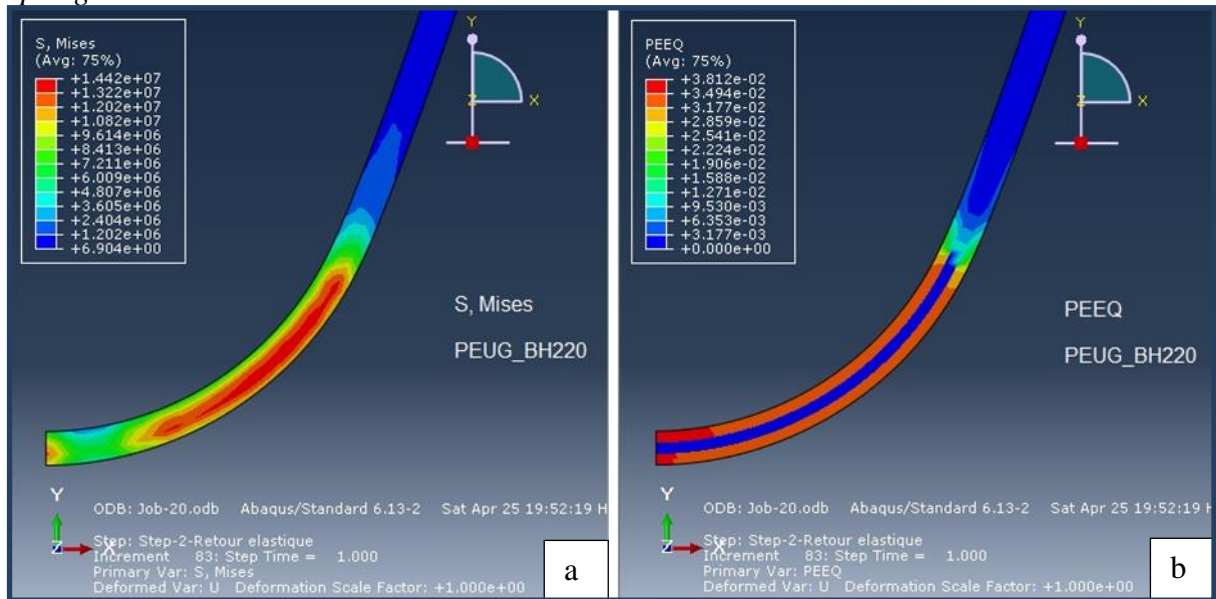 S, Mises
(Avg: 75%)
+1.442e+07
+1.322e+07
+1.202e+07
+1.082e+07
+9.614e+06
+8.413e+06
+7.211e+06
+6.009e+06
+4.807e+06
+3.605e+06
+2.404e+06
+1.202e+06
+6.904e+00
Y
X
Z
S, Mises
PEUG_BH220
Y
Z
X
ODB: Job-20.odb Abaqus/Standard 6.13-2 Sat Apr 25 19:52:19 H
Step: Step-2-Retour elastique
Increment 83: Step Time = 1.000
Primary Var: S, Mises
Deformed Var: U Deformation Scale Factor: +1.000e+00
a
PEEQ
(Avg: 75%)
+3.812e-02
+3.494e-02
+3.177e-02
+2.859e-02
+2.541e-02
+2.224e-02
+1.906e-02
+1.588e-02
+1.271e-02
+9.530e-03
+6.353e-03
+3.177e-03
+0.000e+00
Y
X
Z
PEEQ
PEUG_BH220
Y
Z
X
ODB: Job-20.odb Abaqus/Standard 6.13-2 Sat Apr 25 19:52:19 H
Step: Step-2-Retour elastique
Increment 83: Step Time = 1.000
Primary Var: PEEQ
Deformed Var: U Deformation Scale Factor: +1.000e+00
b